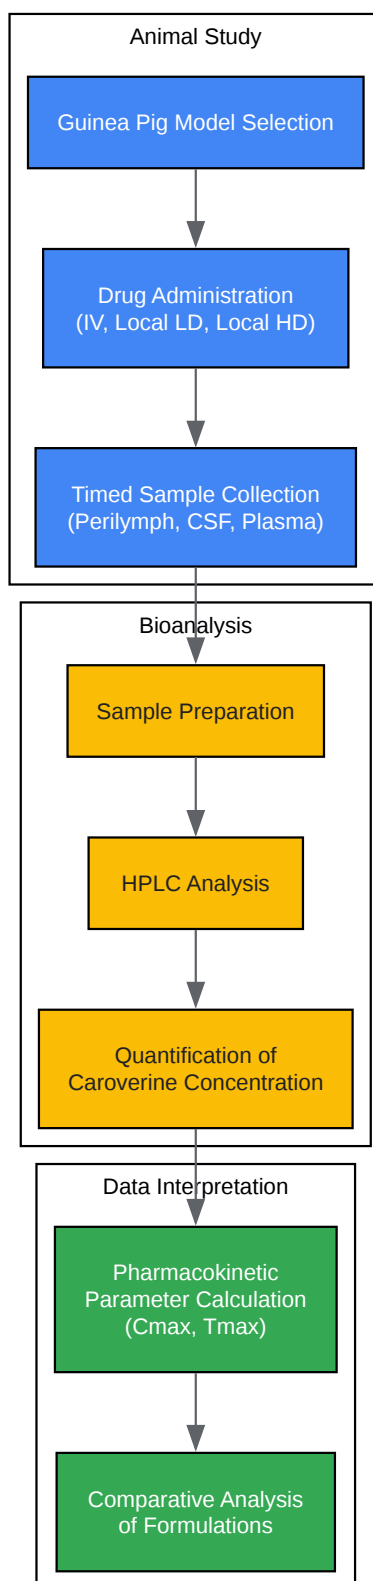 Animal Study
Guinea Pig Model Selection
Drug Administration
(IV, Local LD, Local HD)
Timed Sample Collection
(Perilymph, CSF, Plasma)
Bioanalysis
Sample Preparation
HPLC Analysis
Quantification of
Caroverine Concentration
Data Interpretation
Pharmacokinetic
Parameter Calculation
(Cmax, Tmax)
Comparative Analysis
of Formulations